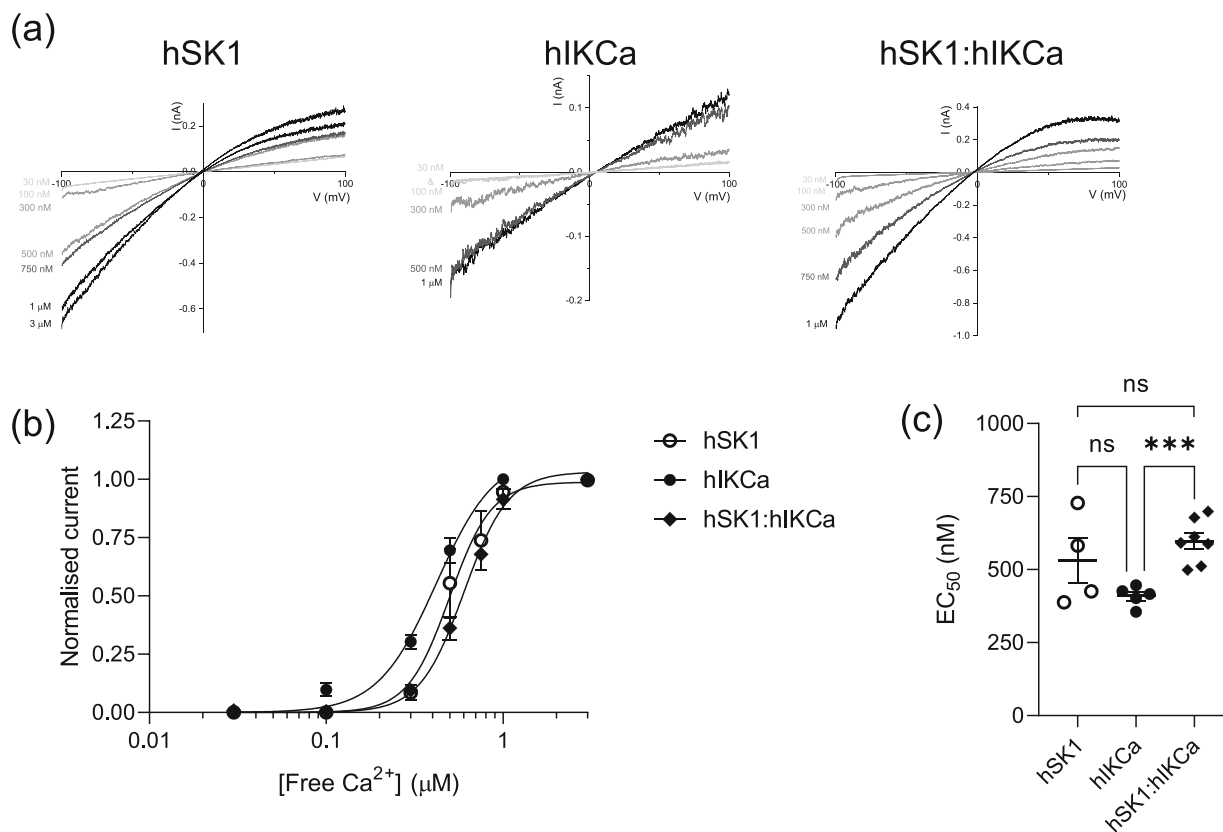 (a)
hSK1
hIKCa
hSK1:hIKCa
I (nA)
0.2
0.0
-0.2
-0.4
-0.6
-100
0
100
V (mV)
30 nM
100 nM
300 nM
500 nM
750 nM
1 μM
3 μM
I (nA)
0.1
-0.1
-0.2
-100
0
100
V (mV)
30 nM
&
100 nM
300 nM
500 nM
1 μM
I (nA)
0.4
0.2
0.0
-0.2
-0.4
-0.6
-0.8
-1.0
-100
0
100
V (mV)
30 nM
100 nM
300 nM
500 nM
750 nM
1 μM
(b)
Normalised current
1.25
1.00
0.75
0.50
0.25
0.00
0.01
0.1
1
[Free Ca²⁺] (μM)
hSK1
hIKCa
hSK1:hIKCa
(c)
EC₅₀ (nM)
1000
750
500
250
0
ns
ns
***
hSK1
hIKCa
hSK1:hIKCa